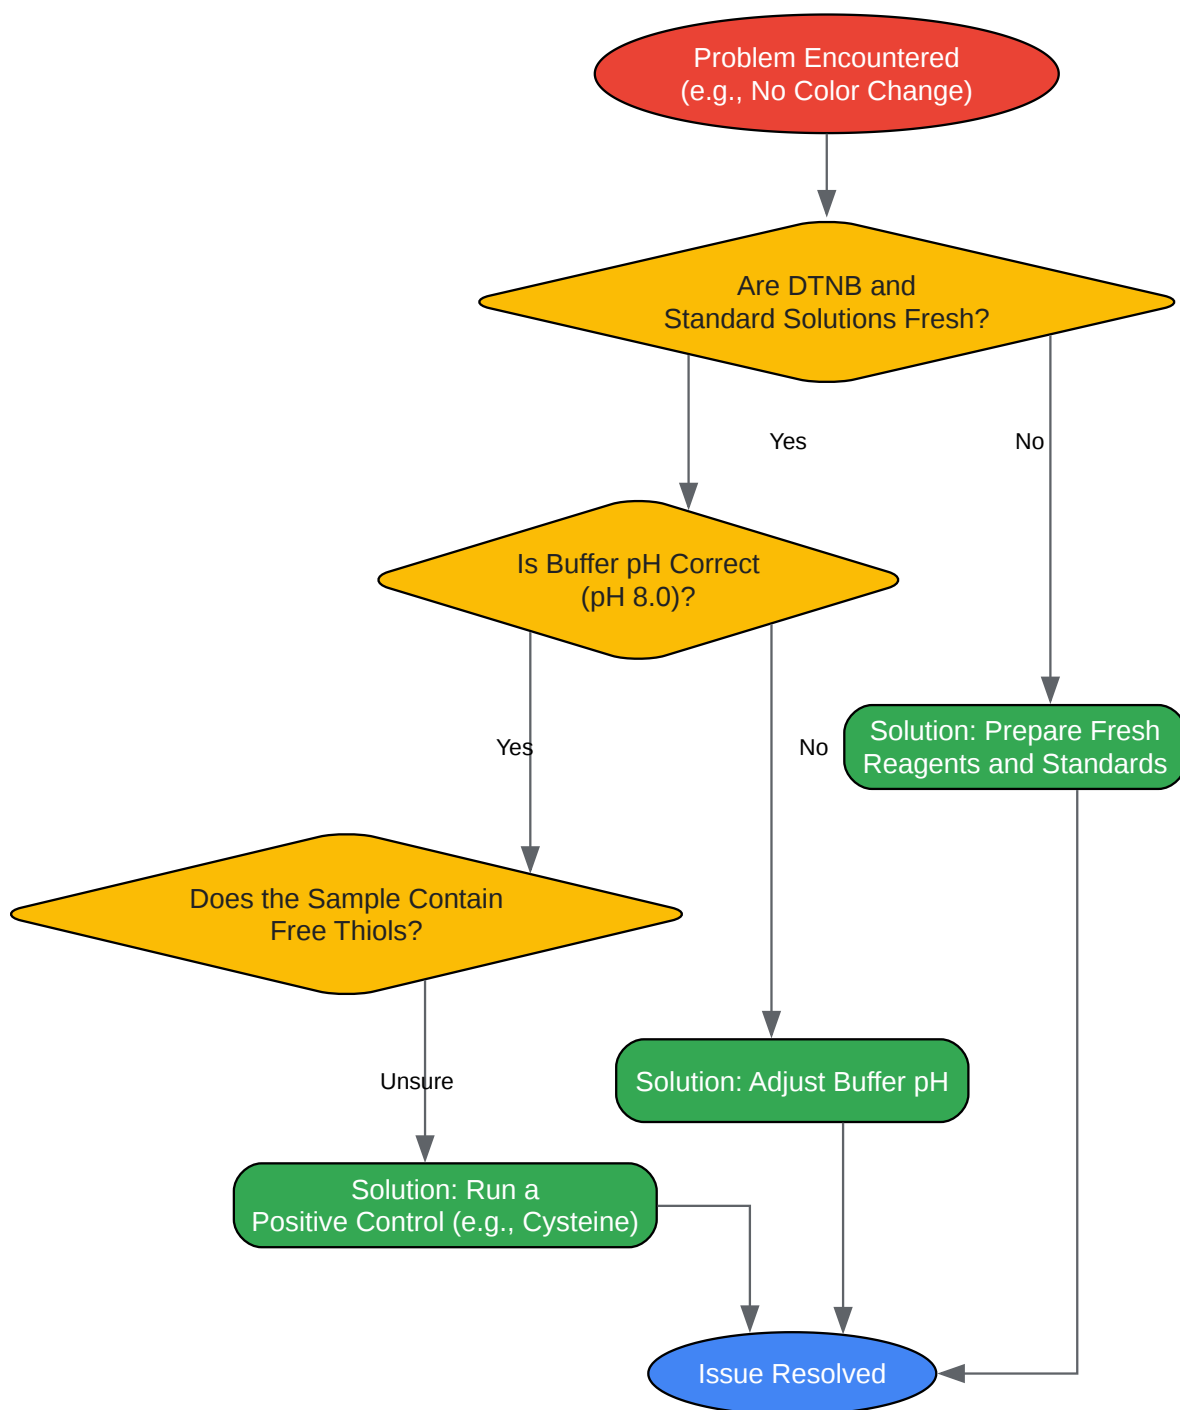 Problem Encountered
(e.g., No Color Change)
Are DTNB and
Standard Solutions Fresh?
Yes
No
Is Buffer pH Correct
(pH 8.0)?
Solution: Prepare Fresh
Reagents and Standards
Yes
No
Does the Sample Contain
Free Thiols?
Unsure
Solution: Adjust Buffer pH
Solution: Run a
Positive Control (e.g., Cysteine)
Issue Resolved